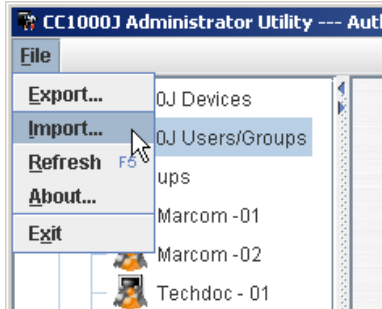 CC1000J Administrator Utility --- Aut
File
Export...
Import...
Refresh F5
About...
Exit
0J Devices
0J Users/Groups
ups
Marcom -01
Marcom -02
Techdoc - 01